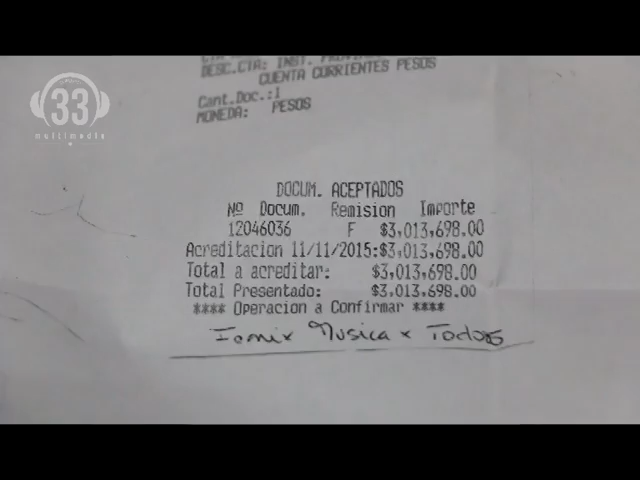 33
multimedia
DESC.CTA: INST.
CUENTA CORRIENTES PESOS
Cant.Doc.:1
MONEDA: PESOS
DOCUM. ACEPTADOS
Nº Docum. Remision Importe
12046036 F $3,013,698.00
Acreditacion 11/11/2015:$3,013,698.00
Total a acreditar: $3,013,698.00
Total Presentado: $3,013,698.00
**** Operacion a Confirmar ****
Musica x Todos